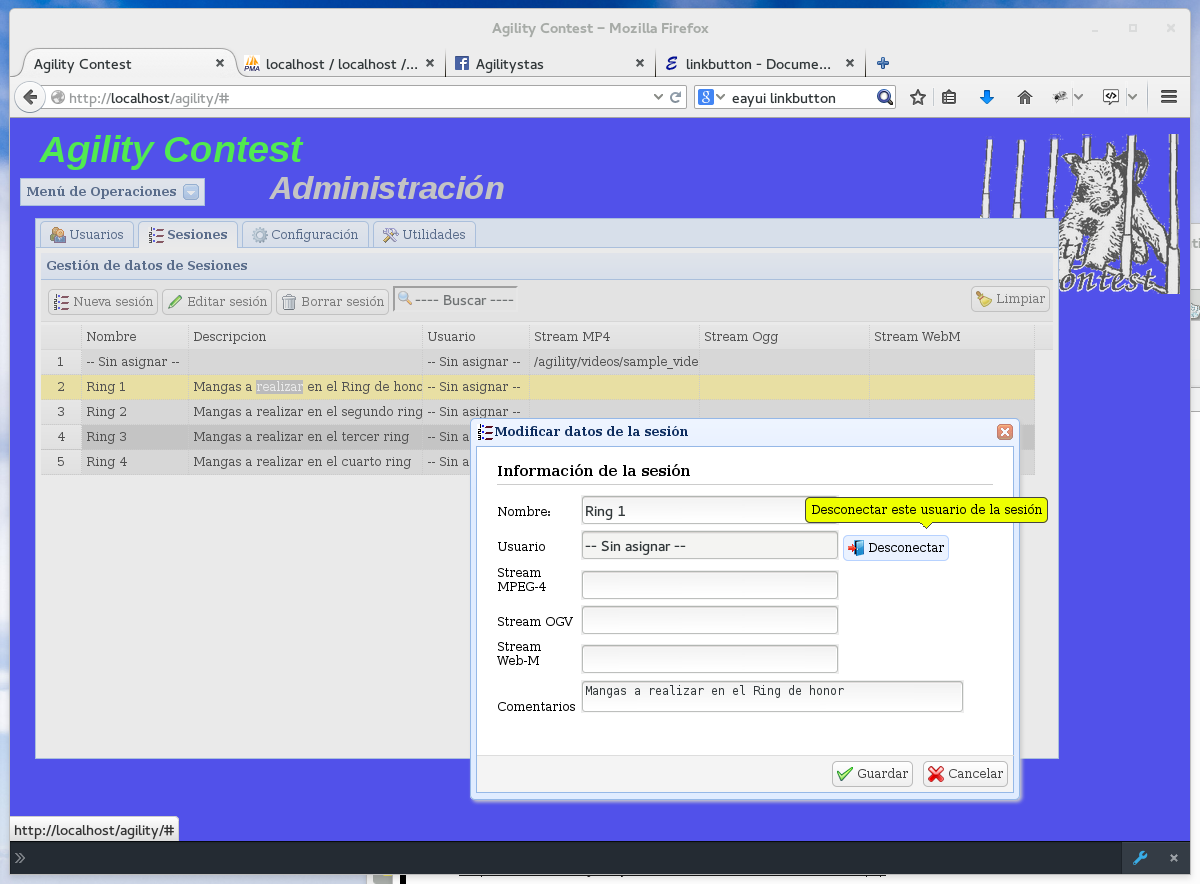 Agility Contest - Mozilla Firefox
Agility Contest
localhost / localhost /...
Agilitystas
linkbutton - Docume...
http://localhost/agility/#
eayui linkbutton
Agility Contest
Menú de Operaciones
Administración
ontest
Usuarios
Sesiones
Configuración
Utilidades
Gestión de datos de Sesiones
Nueva sesión
Editar sesión
Borrar sesión
---- Buscar ----
Limpiar
Nombre Descripcion Usuario Stream MP4 Stream Ogg Stream WebM
1 -- Sin asignar -- -- Sin asignar -- /agility/videos/sample_vide
2 Ring 1 Mangas a realizar en el Ring de hono -- Sin asignar --
3 Ring 2 Mangas a realizar en el segundo ring -- Sin asignar --
4 Ring 3 Mangas a realizar en el tercer ring -- Sin a
5 Ring 4 Mangas a realizar en el cuarto ring -- Sin a
Modificar datos de la sesión
Información de la sesión
Nombre: Ring 1
Desconectar este usuario de la sesión
Usuario -- Sin asignar -- Desconectar
Stream
MPEG-4
Stream OGV
Stream
Web-M
Comentarios Mangas a realizar en el Ring de honor
Guardar
Cancelar
http://localhost/agility/#